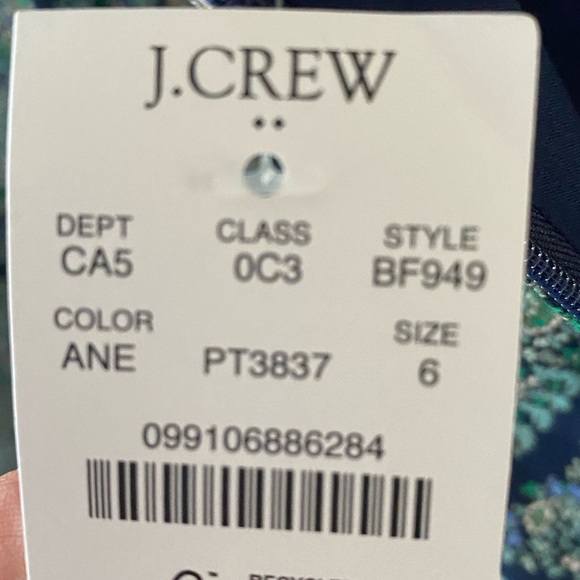 J.CREW
DEPT CLASS STYLE
CA5 0C3 BF949
COLOR SIZE
ANE PT3837 6
099106886284